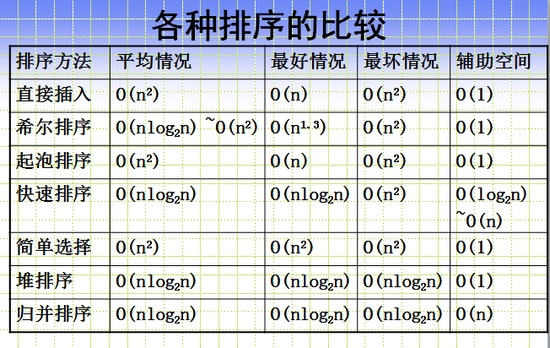 各种排序的比较
排序方法 平均情况 最好情况 最坏情况 辅助空间
直接插入 O(n²) O(n) O(n²) O(1)
希尔排序 O(nlog₂n) ~O(n²) O(n¹·³) O(n²) O(1)
起泡排序 O(n²) O(n) O(n²) O(1)
快速排序 O(nlog₂n) O(nlog₂n) O(n²) O(log₂n)
~O(n)
简单选择 O(n²) O(n²) O(n²) O(1)
堆排序 O(nlog₂n) O(nlog₂n) O(nlog₂n) O(1)
归并排序 O(nlog₂n) O(nlog₂n) O(nlog₂n) O(n)